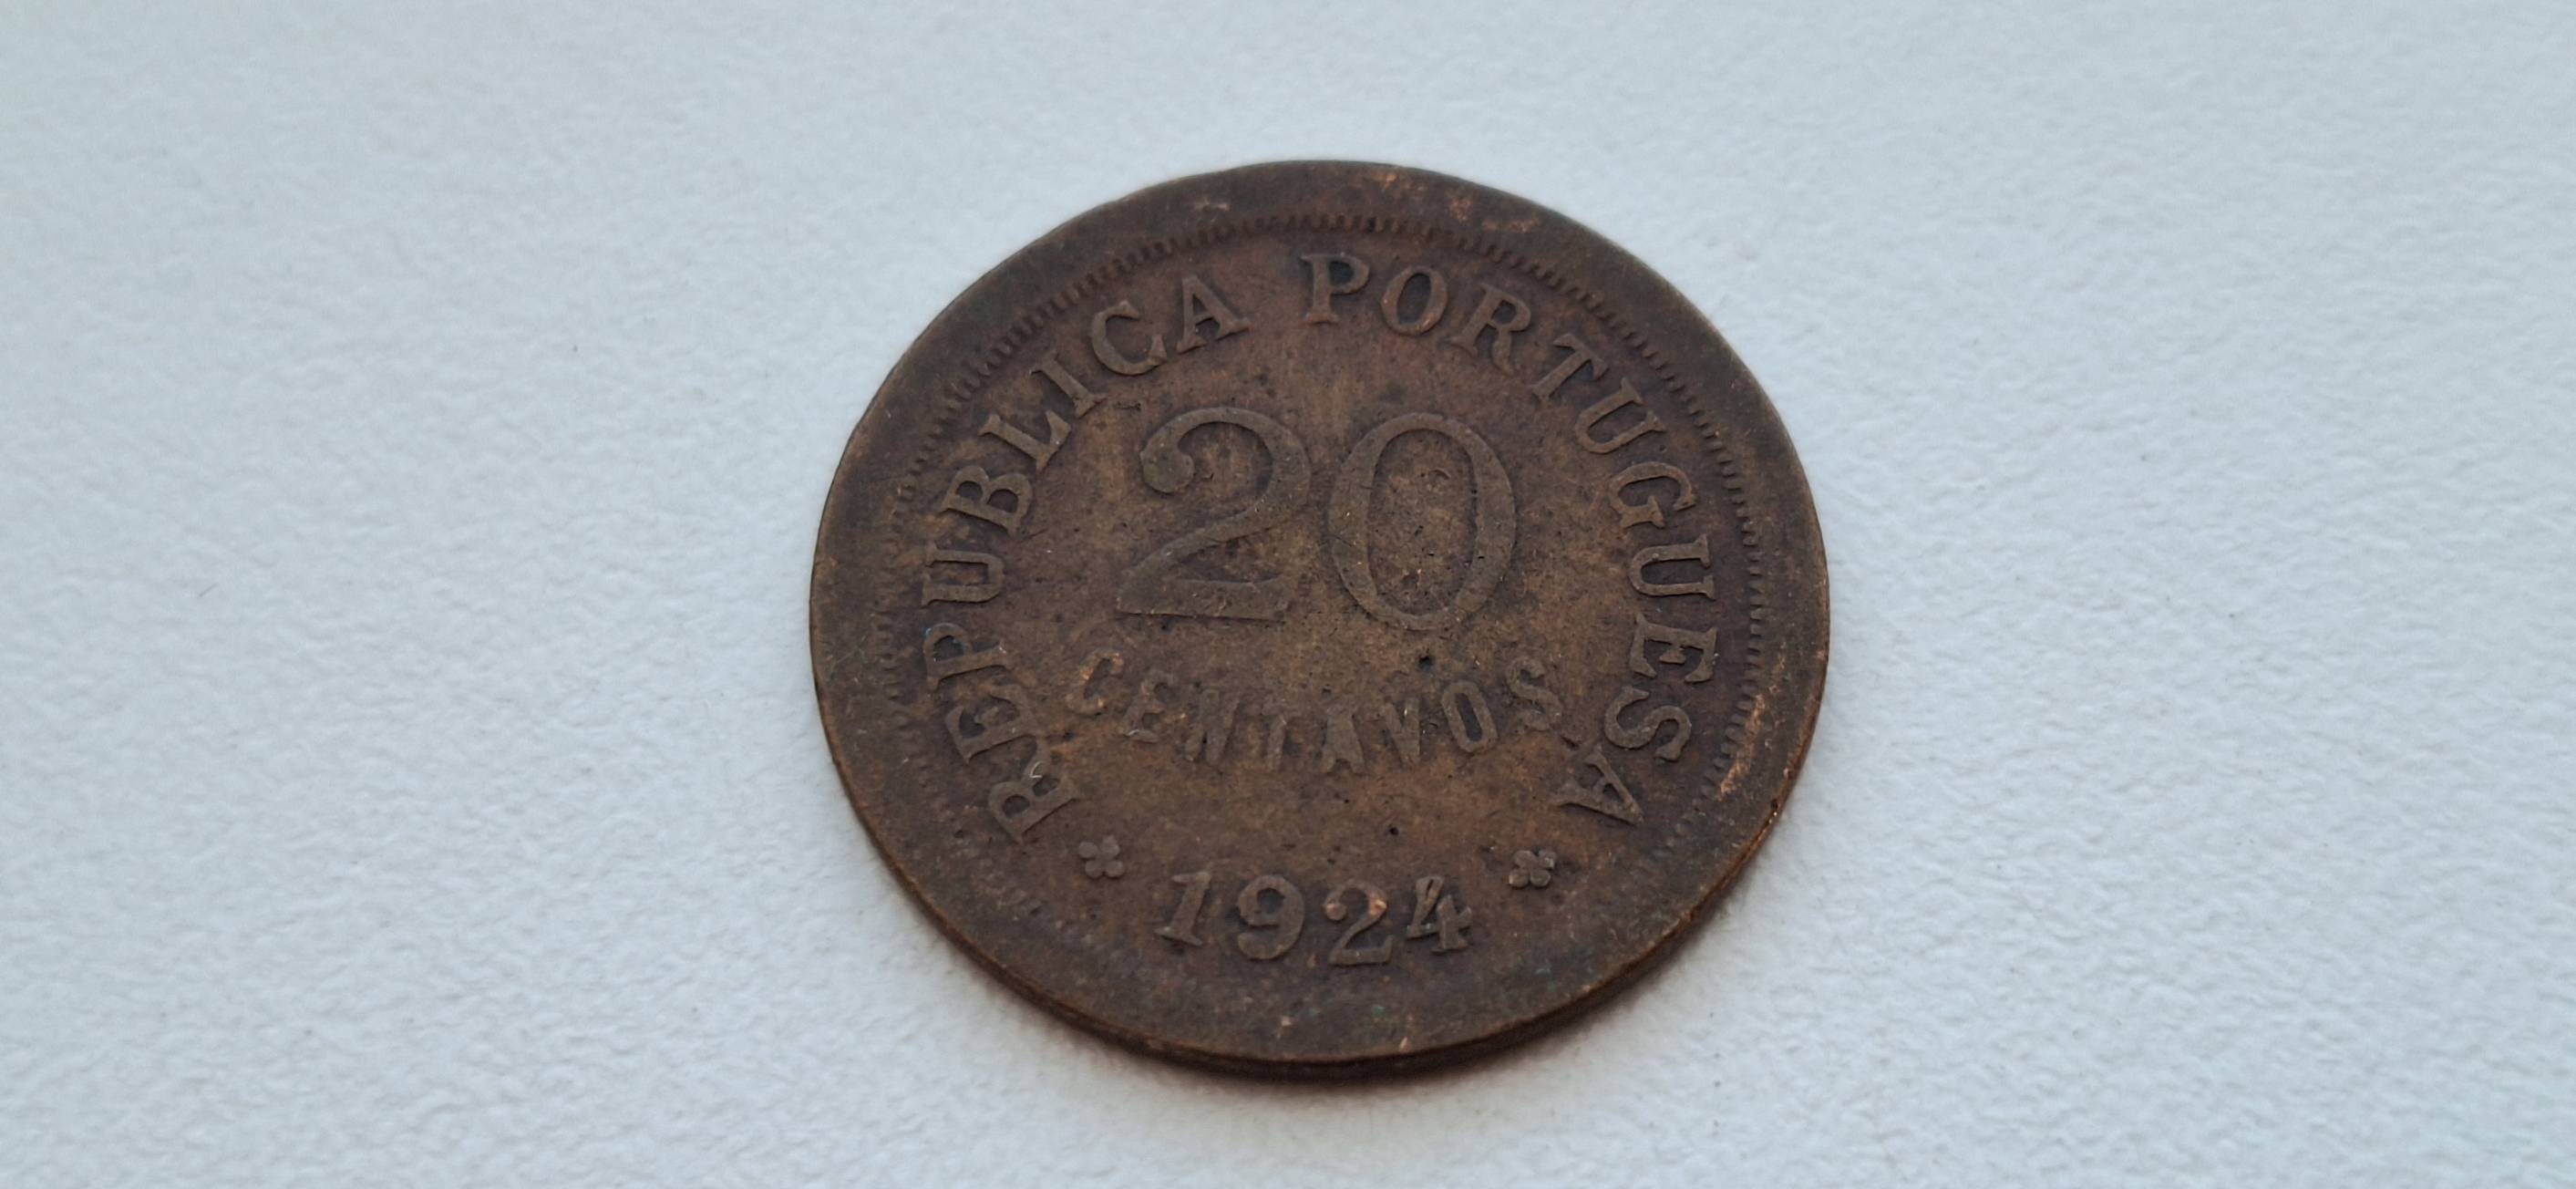 REPUBLICA PORTUGUESA
20
CENTAVOS
1924